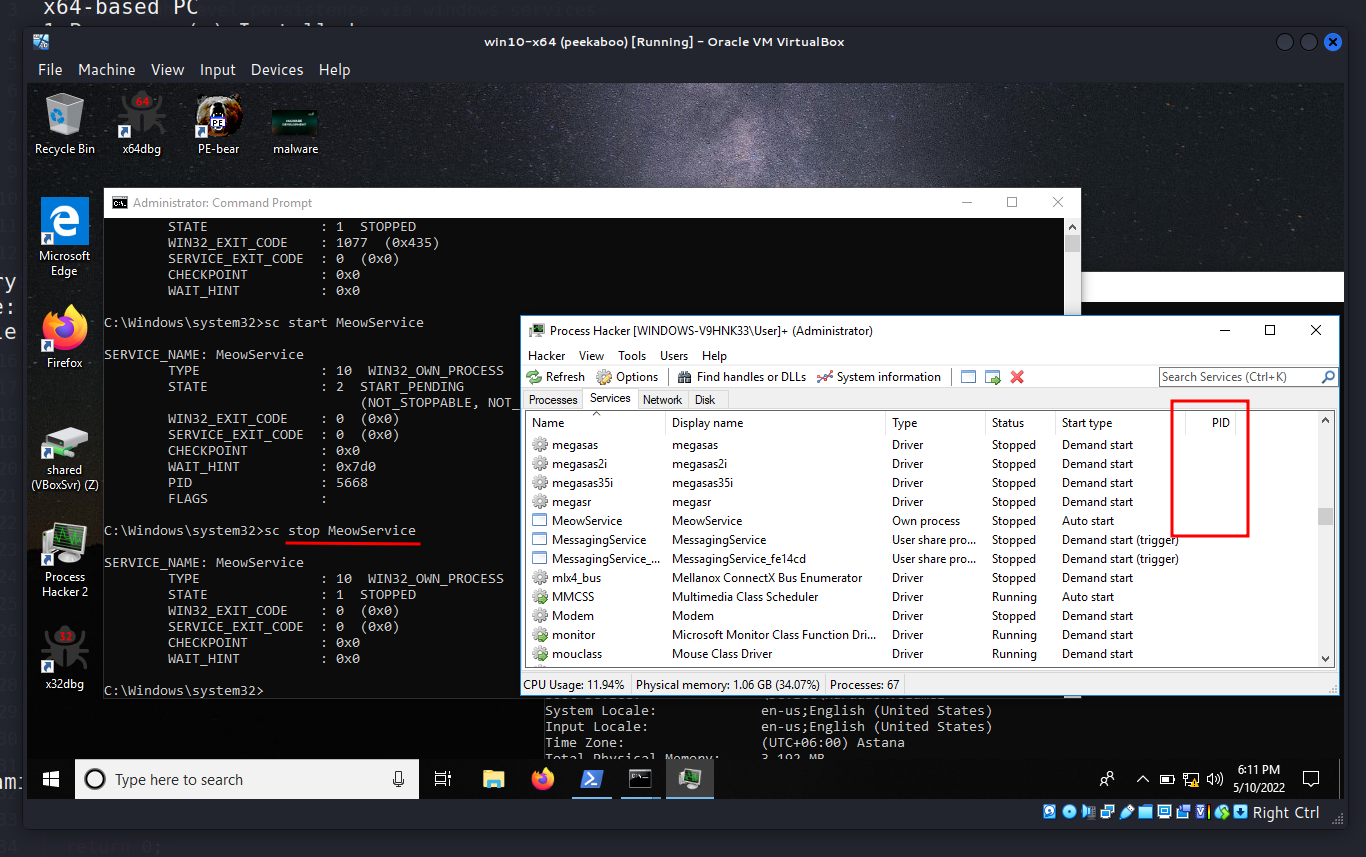 x64-based PC
win10-x64 (peekaboo) [Running] - Oracle VM VirtualBox
File Machine View Input Devices Help
64
PE
Recycle Bin
x64dbg
PE-bear
malware
Microsoft
Edge
Firefox
shared
(VBoxSvr) (Z)
Process
Hacker 2
32
x32dbg
Administrator: Command Prompt
STATE : 1 STOPPED
WIN32_EXIT_CODE : 1077 (0x435)
SERVICE_EXIT_CODE : 0 (0x0)
CHECKPOINT : 0x0
WAIT_HINT : 0x0
C:\Windows\system32>sc start MeowService
SERVICE_NAME: MeowService
TYPE : 10 WIN32_OWN_PROCESS
STATE : 2 START_PENDING
(NOT_STOPPABLE, NOT_
WIN32_EXIT_CODE : 0 (0x0)
SERVICE_EXIT_CODE : 0 (0x0)
CHECKPOINT : 0x0
WAIT_HINT : 0x7d0
PID : 5668
FLAGS :
C:\Windows\system32>sc stop MeowService
SERVICE_NAME: MeowService
TYPE : 10 WIN32_OWN_PROCESS
STATE : 1 STOPPED
WIN32_EXIT_CODE : 0 (0x0)
SERVICE_EXIT_CODE : 0 (0x0)
CHECKPOINT : 0x0
WAIT_HINT : 0x0
C:\Windows\system32>
Process Hacker [WINDOWS-V9HNK33\User]+ (Administrator)
Hacker View Tools Users Help
Refresh Options Find handles or DLLs System information Search Services (Ctrl+K)
Processes Services Network Disk
Name Display name Type Status Start type PID
megasas megasas Driver Stopped Demand start
megasas2i megasas2i Driver Stopped Demand start
megasas35i megasas35i Driver Stopped Demand start
megasr megasr Driver Stopped Demand start
MeowService MeowService Own process Stopped Auto start
MessagingService MessagingService User share pro... Stopped Demand start (trigger)
MessagingService_... MessagingService_fe14cd User share pro... Stopped Demand start (trigger)
mlx4_bus Mellanox ConnectX Bus Enumerator Driver Stopped Demand start
MMCSS Multimedia Class Scheduler Driver Running Auto start
Modem Modem Driver Stopped Demand start
monitor Microsoft Monitor Class Function Dri... Driver Running Demand start
mouclass Mouse Class Driver Driver Running Demand start
CPU Usage: 11.94% Physical memory: 1.06 GB (34.07%) Processes: 67
System Locale: en-us;English (United States)
Input Locale: en-us;English (United States)
Time Zone: (UTC+06:00) Astana
Total Physical Memory: 3,192 MB
Type here to search
6:11 PM
5/10/2022
Right Ctrl
return 0;